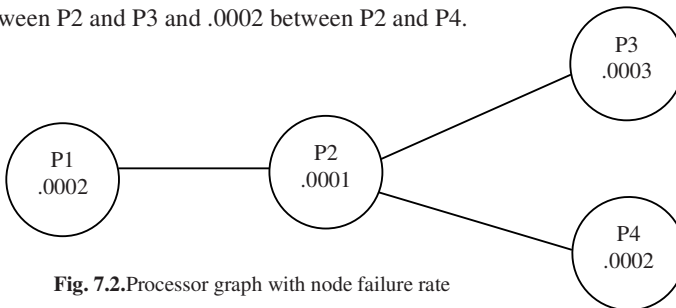 ween P2 and P3 and .0002 between P2 and P4.
P3
.0003
P1
.0002
P2
.0001
P4
.0002
Fig. 7.2.Processor graph with node failure rate